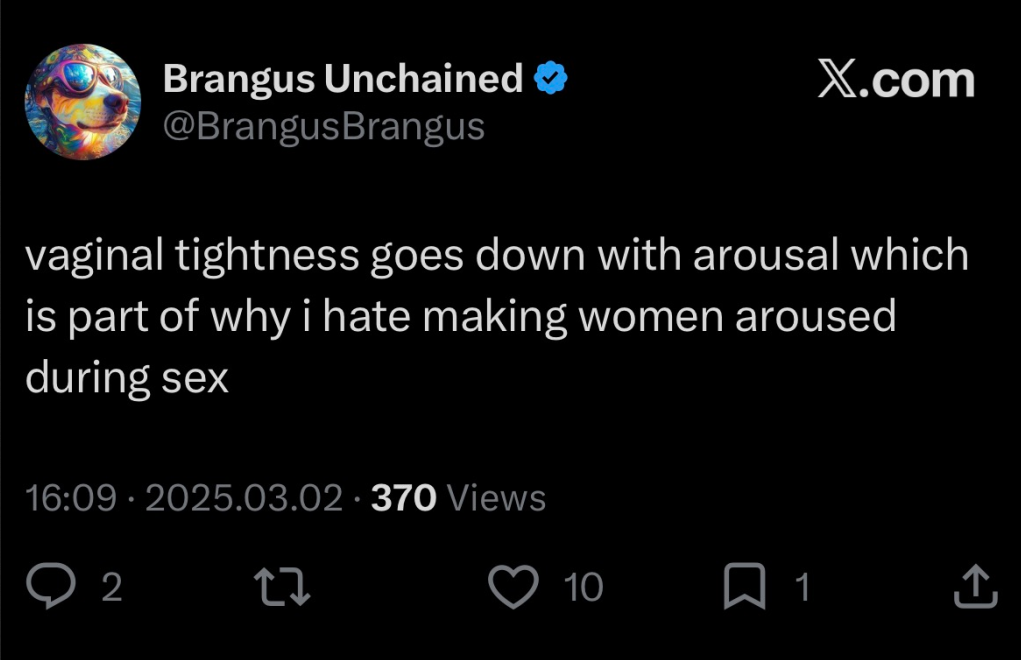 Brangus Unchained
X.com
@BrangusBrangus
vaginal tightness goes down with arousal which
is part of why i hate making women aroused
during sex
16:09 · 2025.03.02 · 370 Views
2 10 1